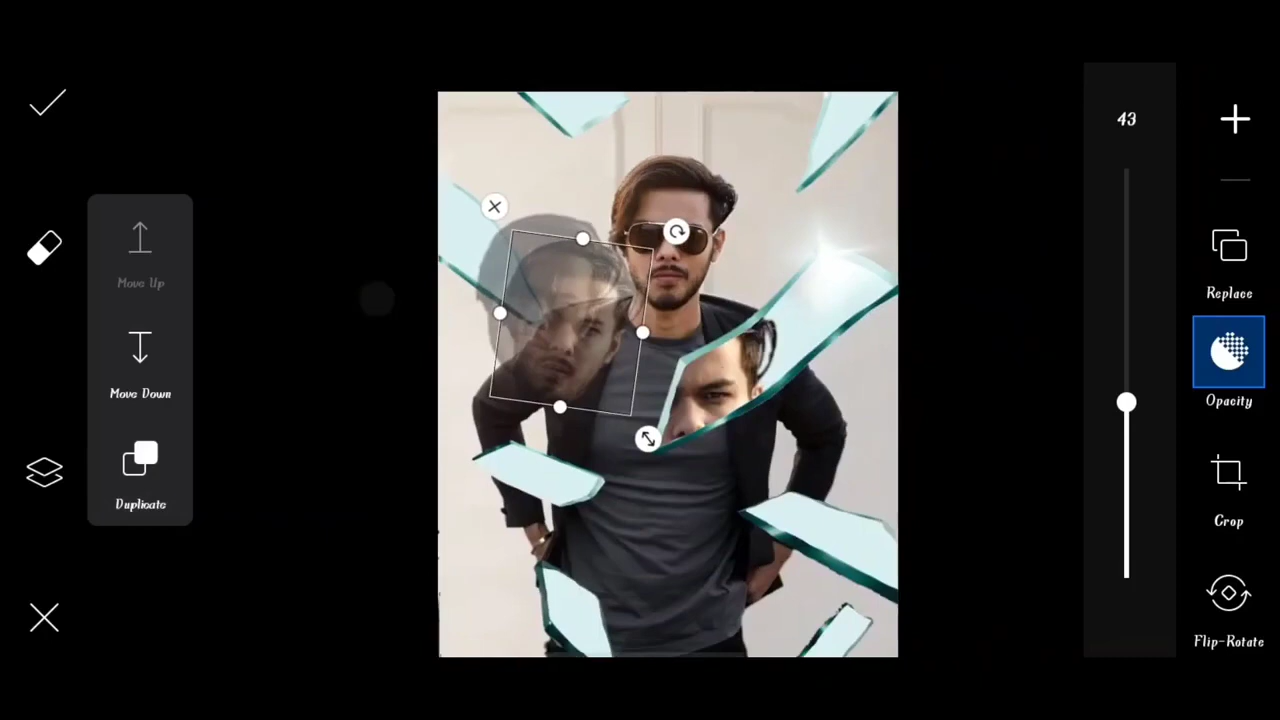 Move Up
Move Down
Duplicate
43
Replace
Opacity
Crop
Flip-Rotate